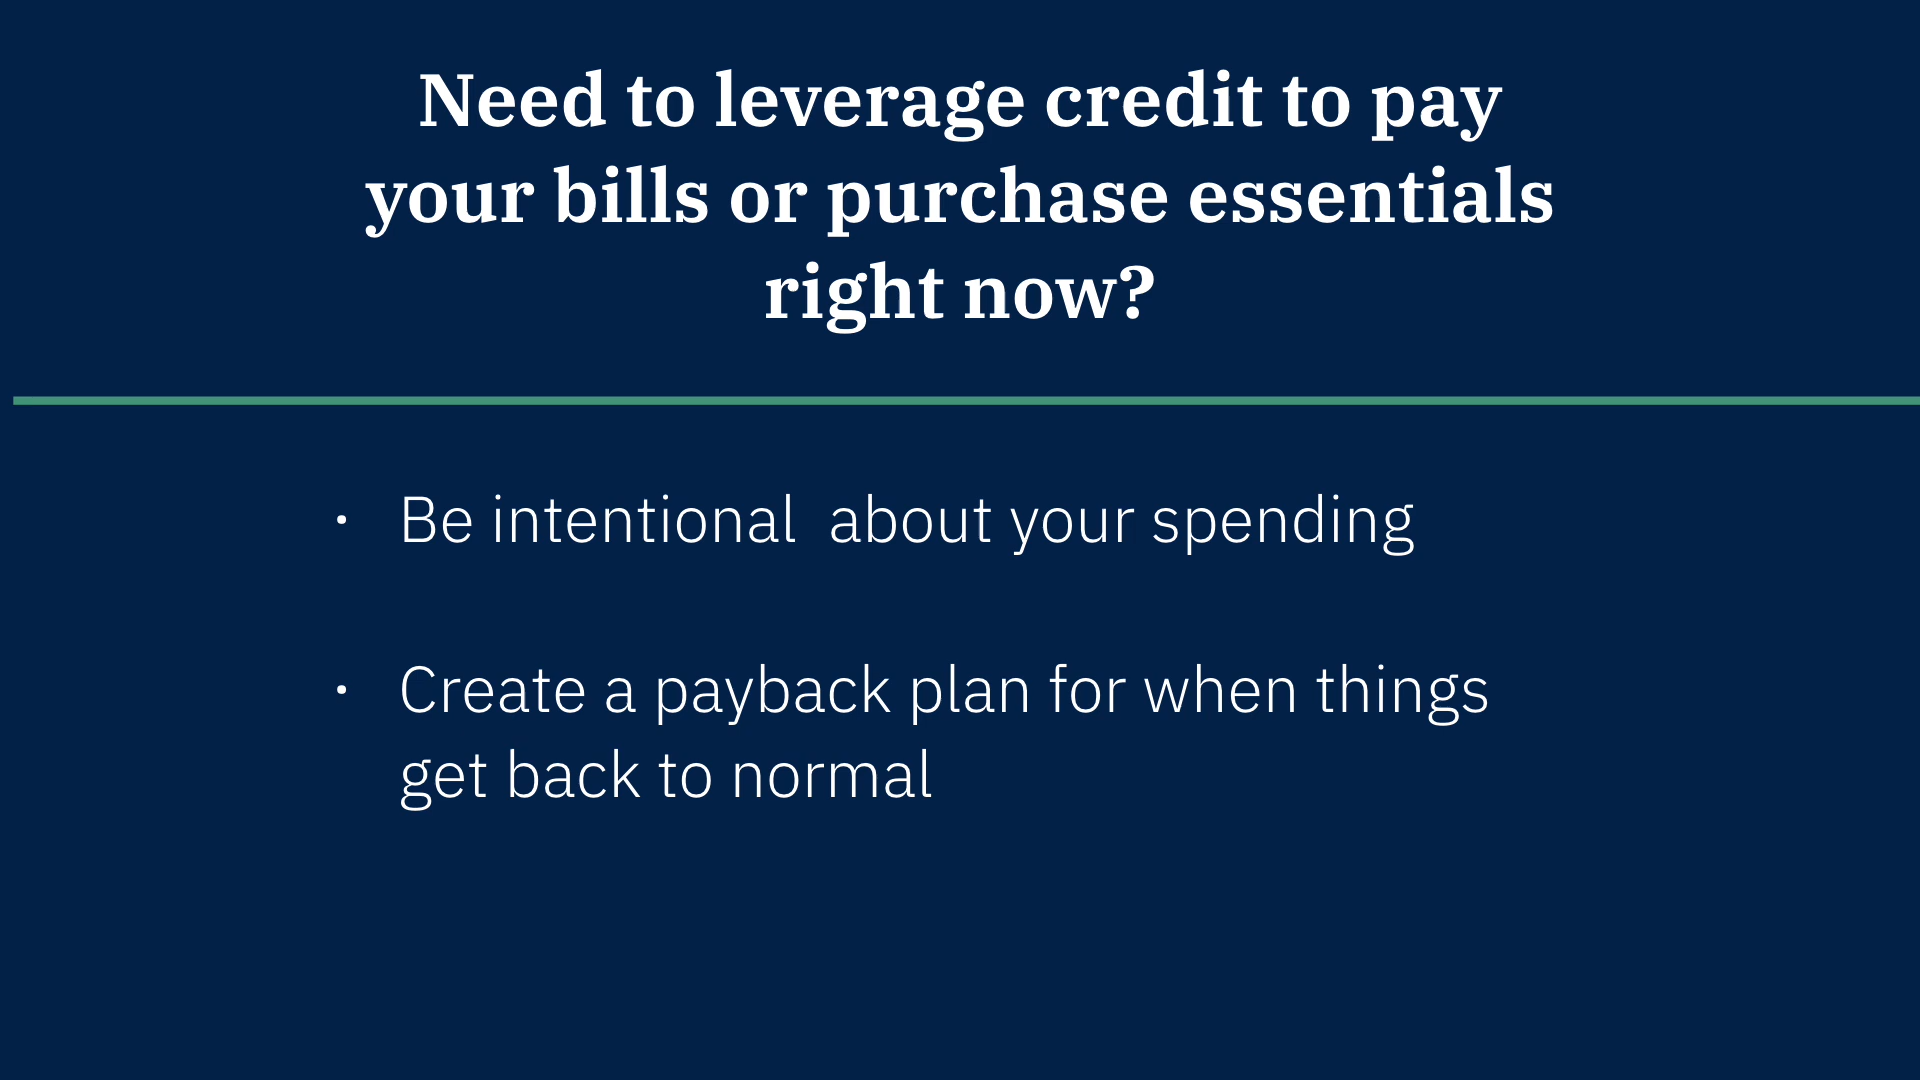 Need to leverage credit to pay
your bills or purchase essentials
right now?
• Be intentional  about your spending
• Create a payback plan for when things
get back to normal